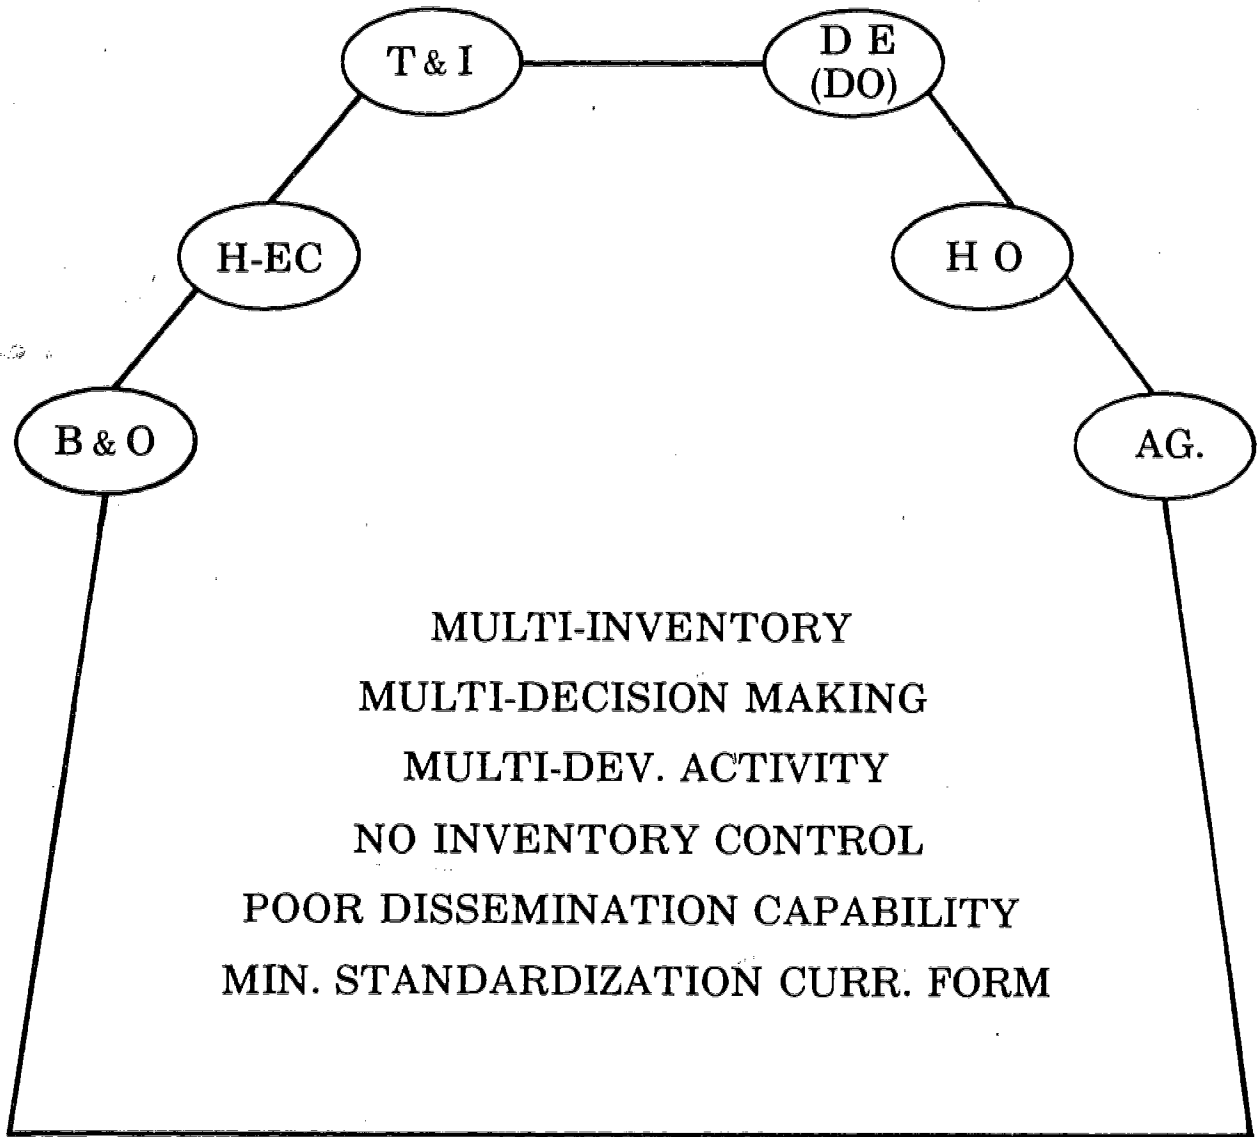 T & I
D E
(DO)
H-EC
H O
B & O
AG.
MULTI-INVENTORY
MULTI-DECISION MAKING
MULTI-DEV. ACTIVITY
NO INVENTORY CONTROL
POOR DISSEMINATION CAPABILITY
MIN. STANDARDIZATION CURR. FORM